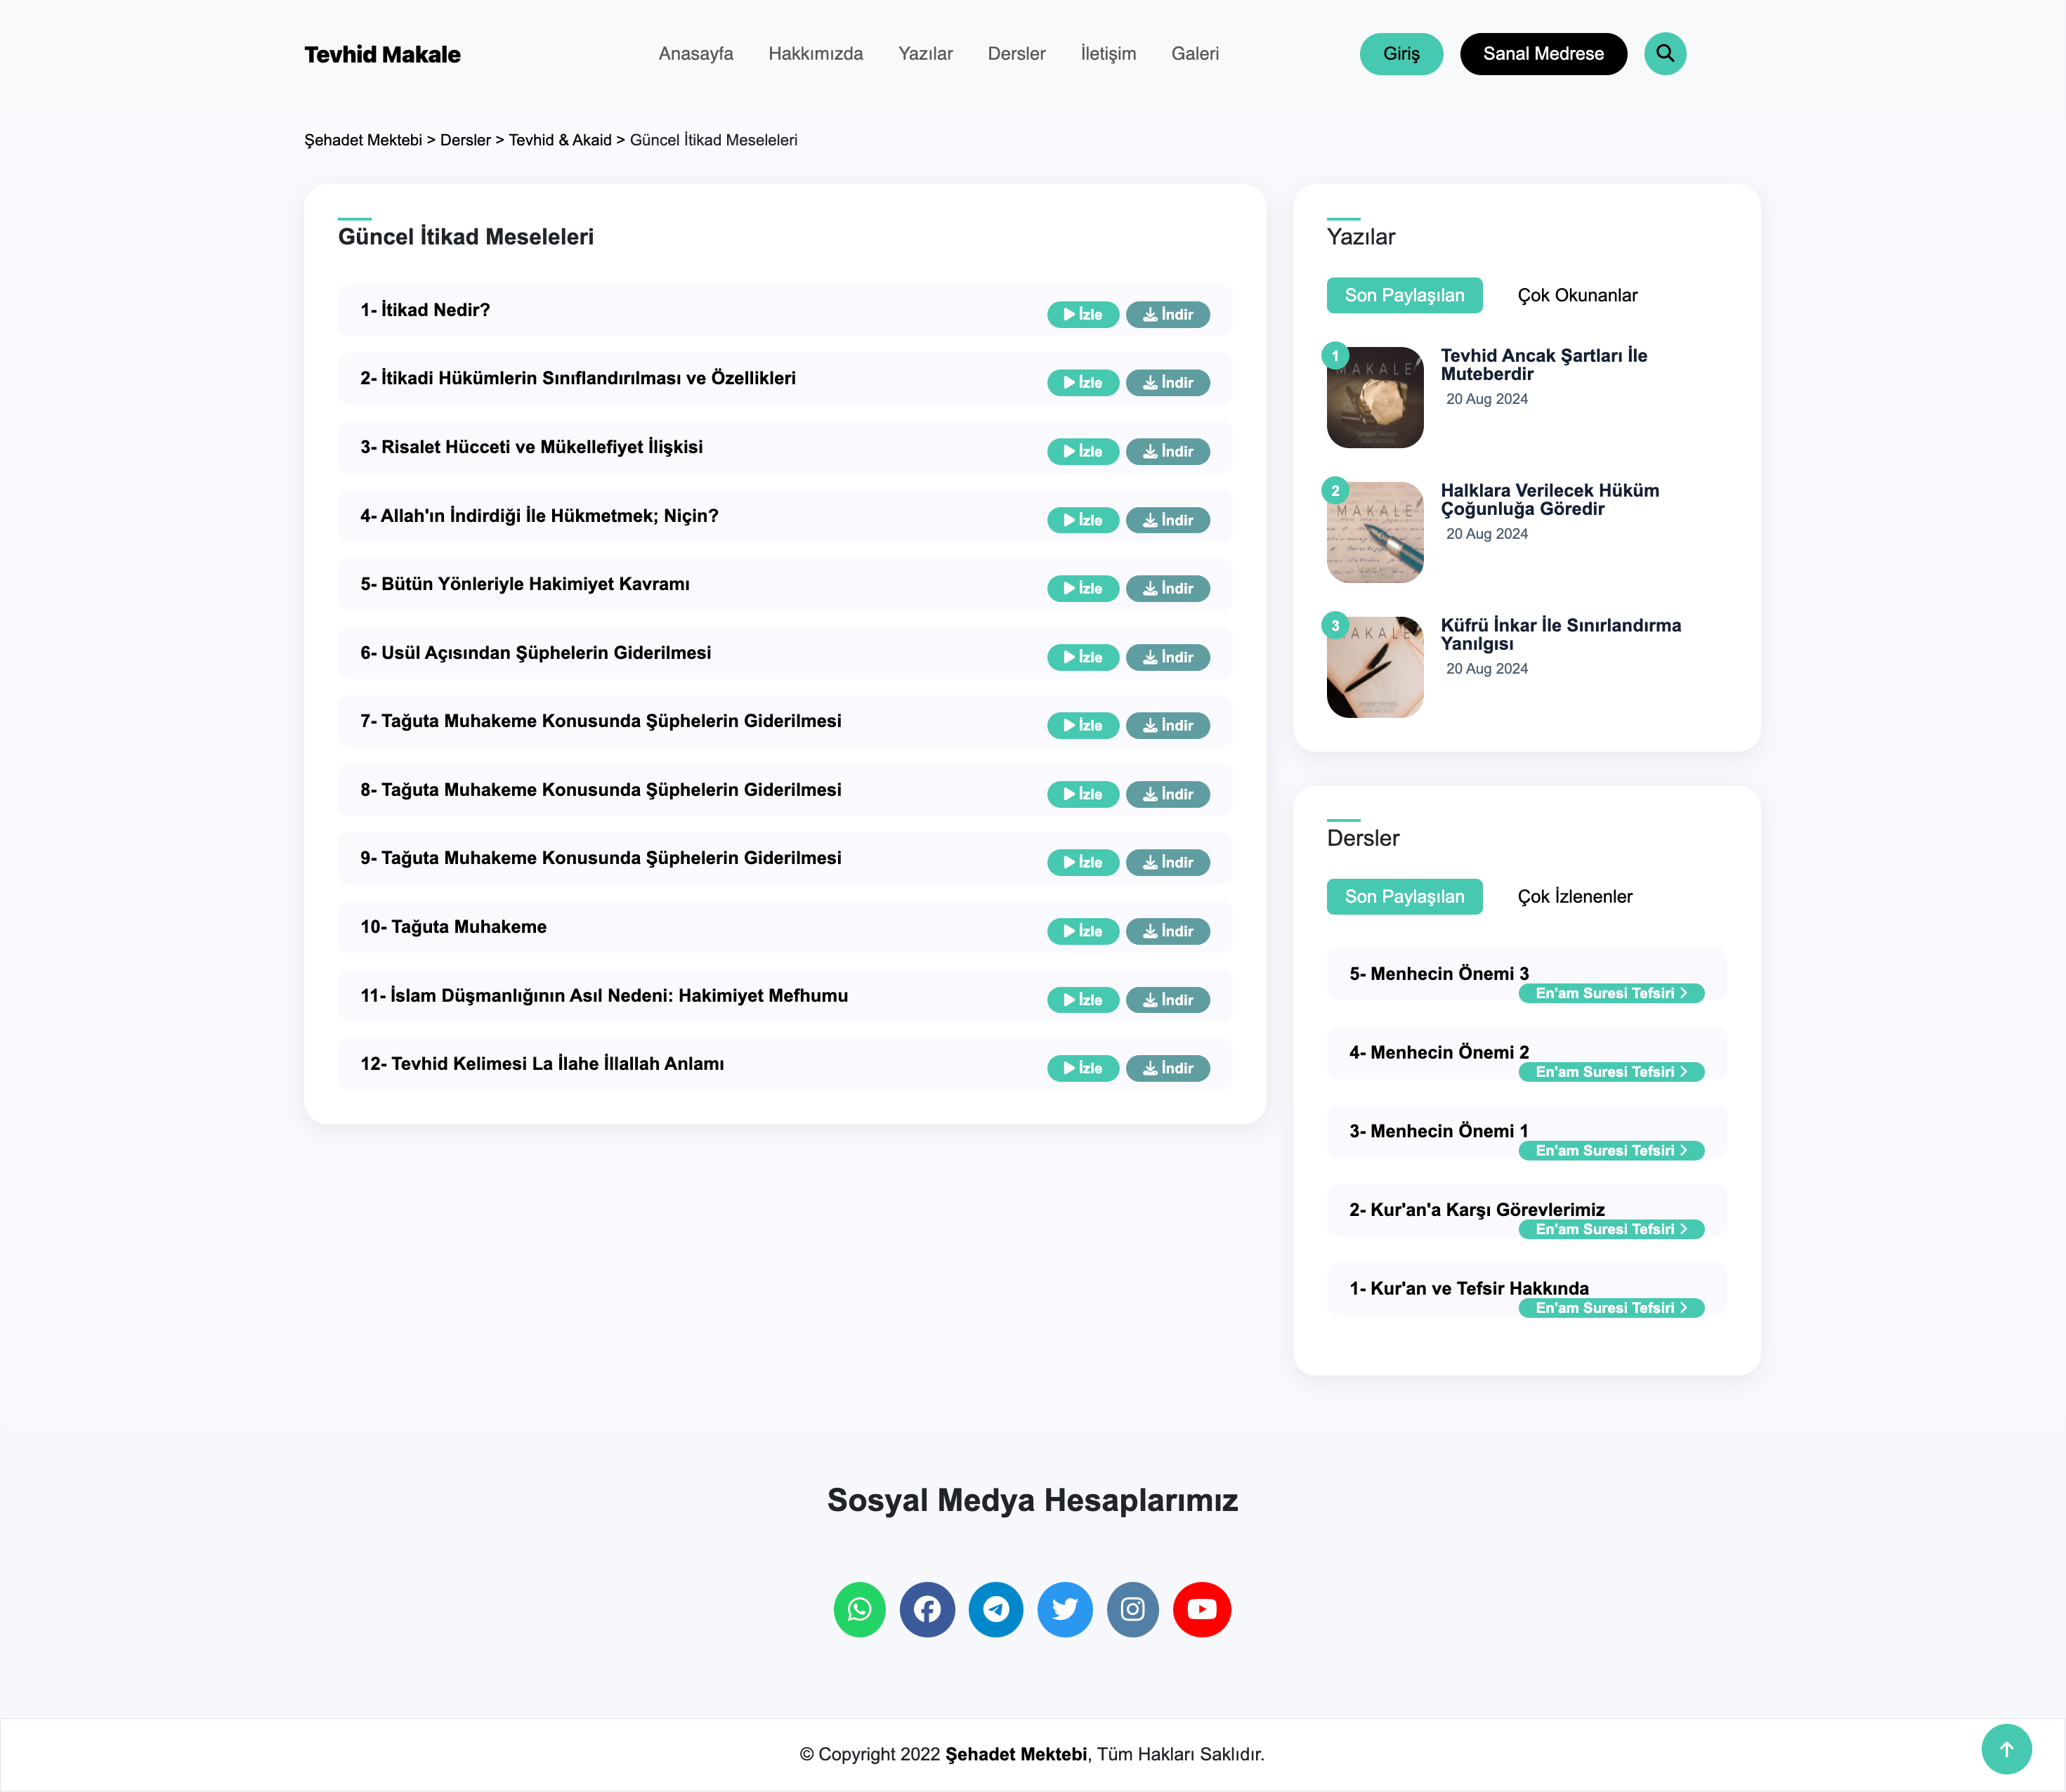 Tevhid Makale
Anasayfa Hakkımızda Yazılar Dersler İletişim Galeri
Giriş Sanal Medrese
Şehadet Mektebi > Dersler > Tevhid & Akaid > Güncel İtikad Meseleleri
Güncel İtikad Meseleleri
1- İtikad Nedir? İzle İndir
2- İtikadi Hükümlerin Sınıflandırılması ve Özellikleri İzle İndir
3- Risalet Hücceti ve Mükellefiyet İlişkisi İzle İndir
4- Allah'ın İndirdiği İle Hükmetmek; Niçin? İzle İndir
5- Bütün Yönleriyle Hakimiyet Kavramı İzle İndir
6- Usül Açısından Şüphelerin Giderilmesi İzle İndir
7- Tağuta Muhakeme Konusunda Şüphelerin Giderilmesi İzle İndir
8- Tağuta Muhakeme Konusunda Şüphelerin Giderilmesi İzle İndir
9- Tağuta Muhakeme Konusunda Şüphelerin Giderilmesi İzle İndir
10- Tağuta Muhakeme İzle İndir
11- İslam Düşmanlığının Asıl Nedeni: Hakimiyet Mefhumu İzle İndir
12- Tevhid Kelimesi La İlahe İllallah Anlamı İzle İndir
Yazılar
Son Paylaşılan Çok Okunanlar
1
MAKALE
Tevhid Ancak Şartları İle
Muteberdir
20 Aug 2024
2
MAKALE
Halklara Verilecek Hüküm
Çoğunluğa Göredir
20 Aug 2024
3
MAKALE
Küfrü İnkar İle Sınırlandırma
Yanılgısı
20 Aug 2024
Dersler
Son Paylaşılan Çok İzlenenler
5- Menhecin Önemi 3
En'am Suresi Tefsiri
4- Menhecin Önemi 2
En'am Suresi Tefsiri
3- Menhecin Önemi 1
En'am Suresi Tefsiri
2- Kur'an'a Karşı Görevlerimiz
En'am Suresi Tefsiri
1- Kur'an ve Tefsir Hakkında
En'am Suresi Tefsiri
Sosyal Medya Hesaplarımız
© Copyright 2022 Şehadet Mektebi, Tüm Hakları Saklıdır.